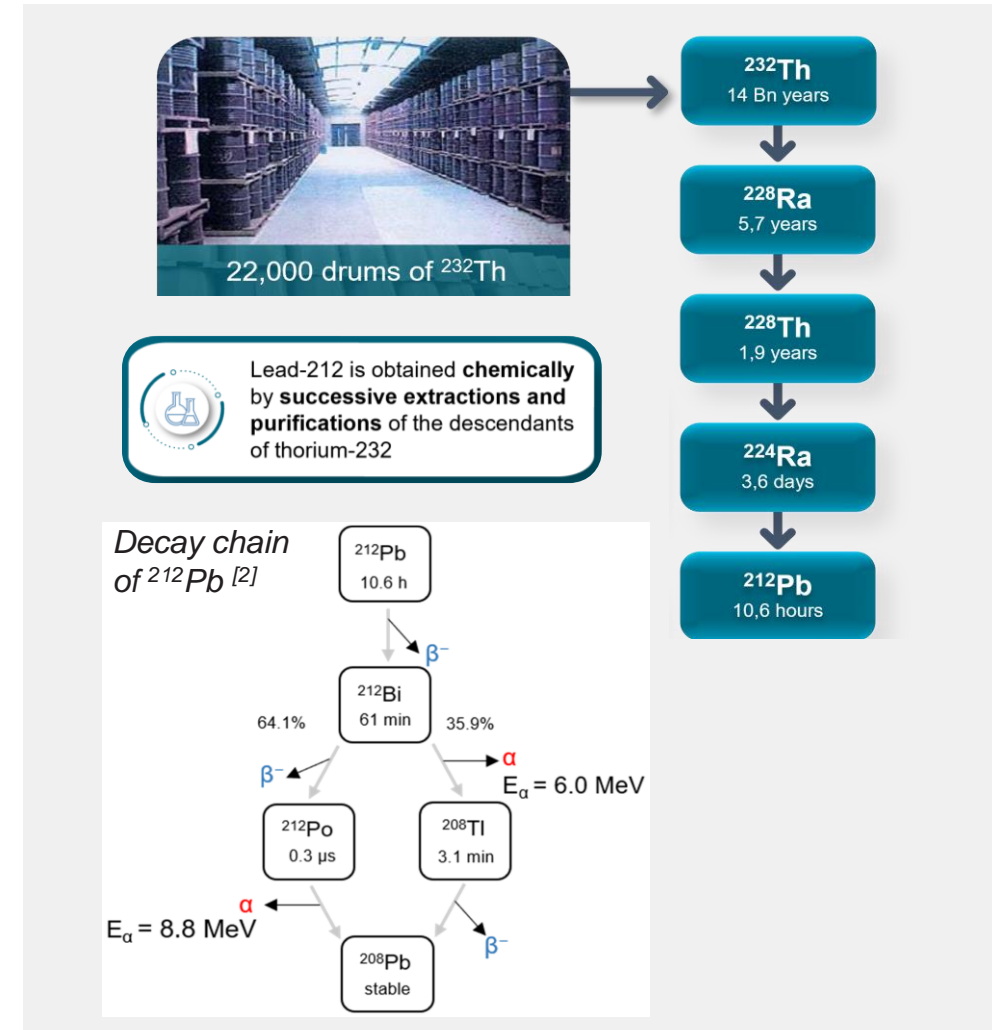 22,000 drums of ²³²Th
²³²Th
14 Bn years
²²⁸Ra
5,7 years
²²⁸Th
1,9 years
²²⁴Ra
3,6 days
²¹²Pb
10,6 hours
Lead-212 is obtained chemically
by successive extractions and
purifications of the descendants
of thorium-232
Decay chain
of ²¹²Pb [2]
²¹²Pb
10.6 h
β⁻
²¹²Bi
61 min
64.1%
35.9%
β⁻
α
Eα = 6.0 MeV
²¹²Po
0.3 µs
²⁰⁸Tl
3.1 min
α
Eα = 8.8 MeV
β⁻
²⁰⁸Pb
stable